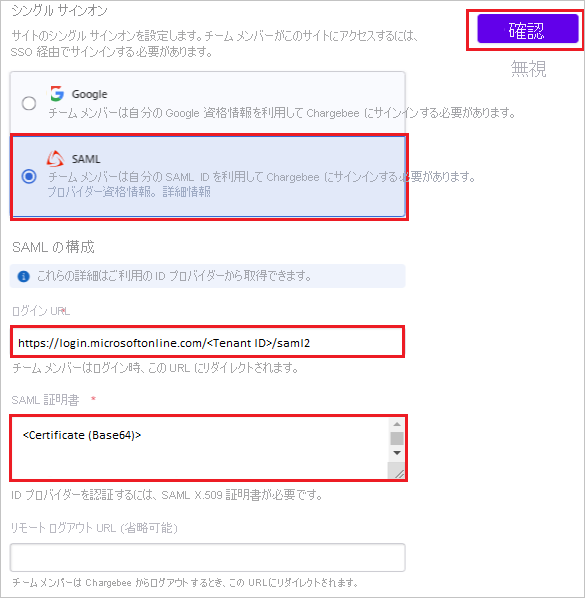 シングル サインオン
サイトのシングル サインオンを設定します。チーム メンバーがこのサイトにアクセスするには、
SSO 経由でサインインする必要があります。
確認
無視
Google
チーム メンバーは自分の Google 資格情報を利用して Chargebee にサインインする必要があります。
SAML
チーム メンバーは自分の SAML ID を利用して Chargebee にサインインする必要があります。
プロバイダー資格情報。詳細情報
SAML の構成
これらの詳細はご利用の ID プロバイダーから取得できます。
ログイン URL*
https://login.microsoftonline.com/<Tenant ID>/saml2
チーム メンバーはログイン時、この URL にリダイレクトされます。
SAML 証明書 *
<Certificate (Base64)>
ID プロバイダーを認証するには、SAML X.509 証明書が必要です。
リモート ログアウト URL (省略可能)
チーム メンバーは Chargebee からログアウトするとき、この URLにリダイレクトされます。